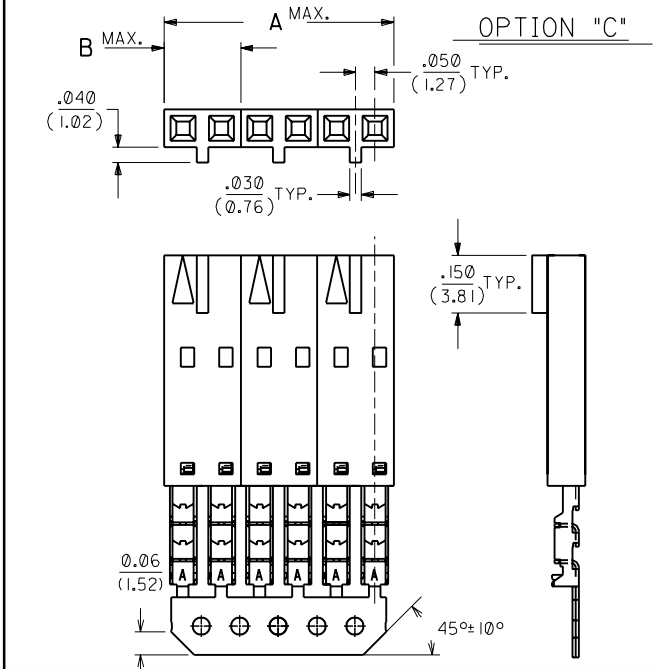 A MAX.
OPTION "C"
B MAX.
.050
(1.27) TYP.
.040
(1.02)
.030
(0.76) TYP.
.150
(3.81) TYP.
0.06
(1.52)
A A A A A A
45°±10°